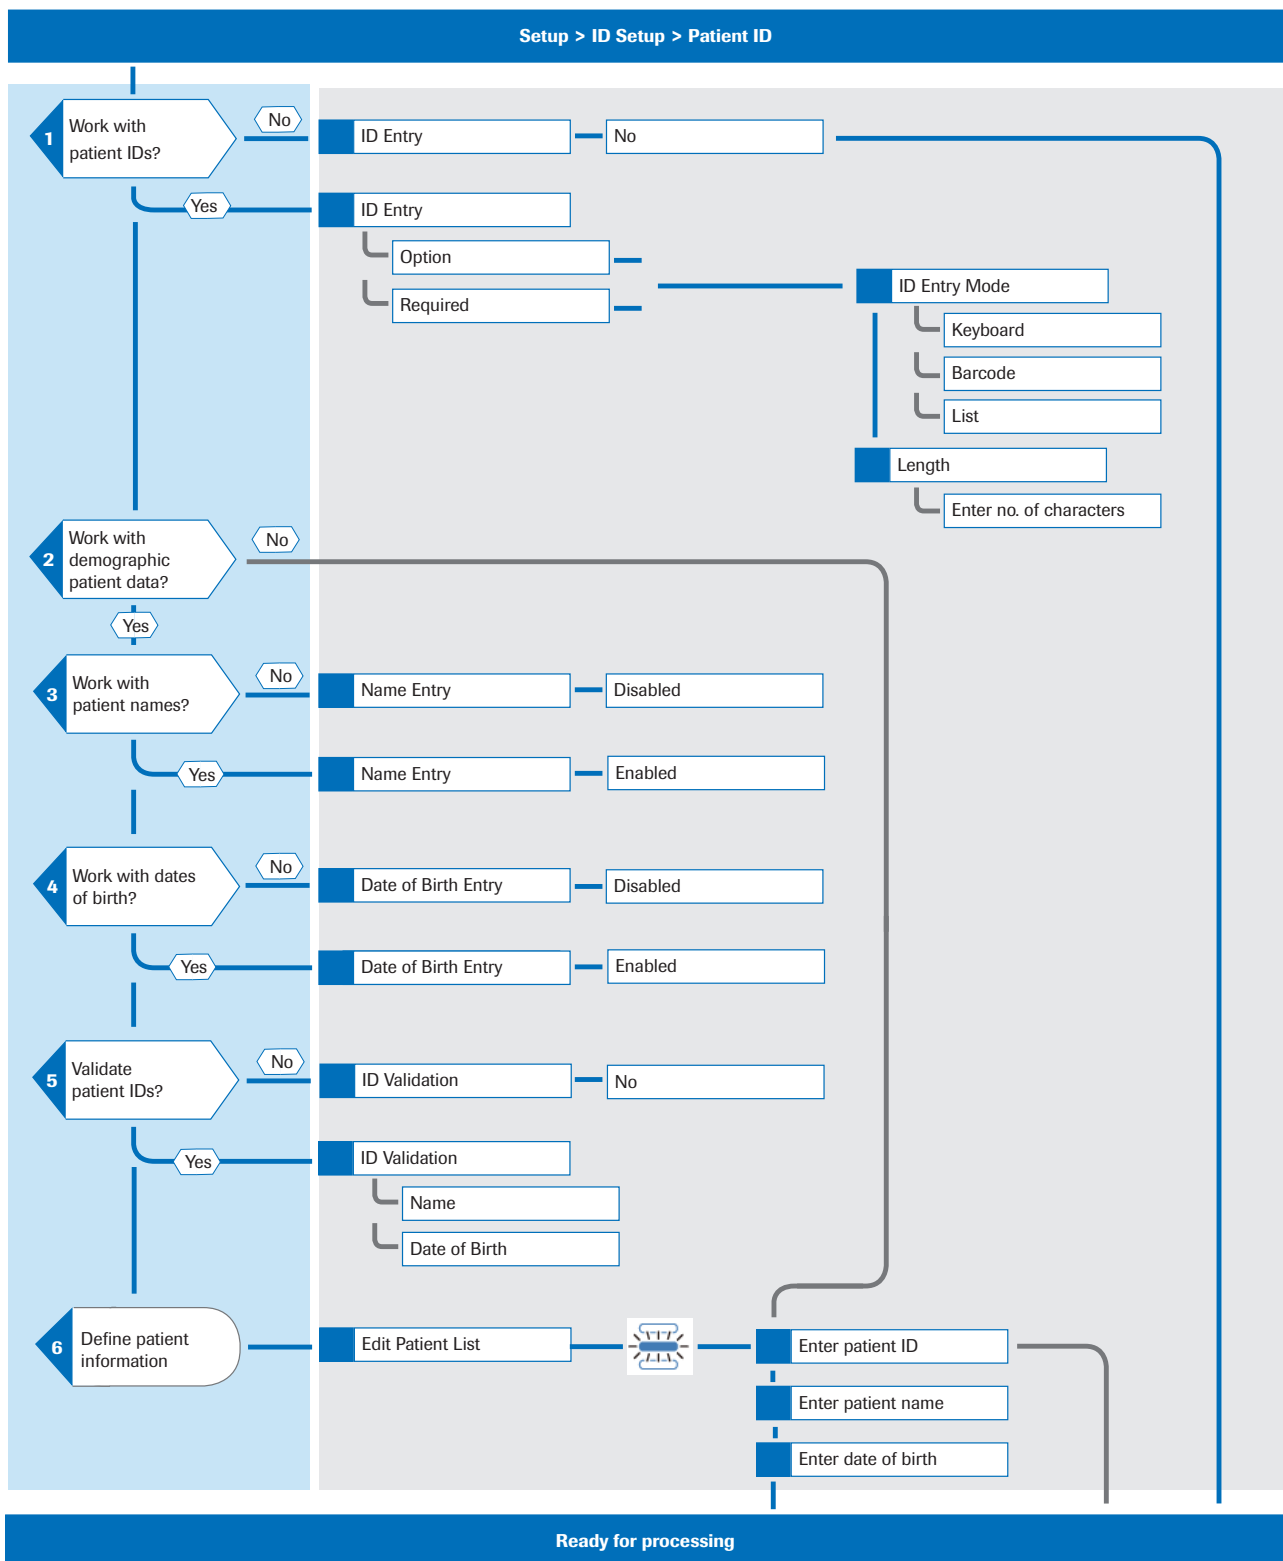 Setup > ID Setup > Patient ID
1
Work with
patient IDs?
No
ID Entry
No
Yes
ID Entry
Option
Required
ID Entry Mode
Keyboard
Barcode
List
Length
Enter no. of characters
2
Work with
demographic
patient data?
No
Yes
3
Work with
patient names?
No
Name Entry
Disabled
Yes
Name Entry
Enabled
4
Work with dates
of birth?
No
Date of Birth Entry
Disabled
Yes
Date of Birth Entry
Enabled
5
Validate
patient IDs?
No
ID Validation
No
Yes
ID Validation
Name
Date of Birth
6
Define patient
information
Edit Patient List
Enter patient ID
Enter patient name
Enter date of birth
Ready for processing